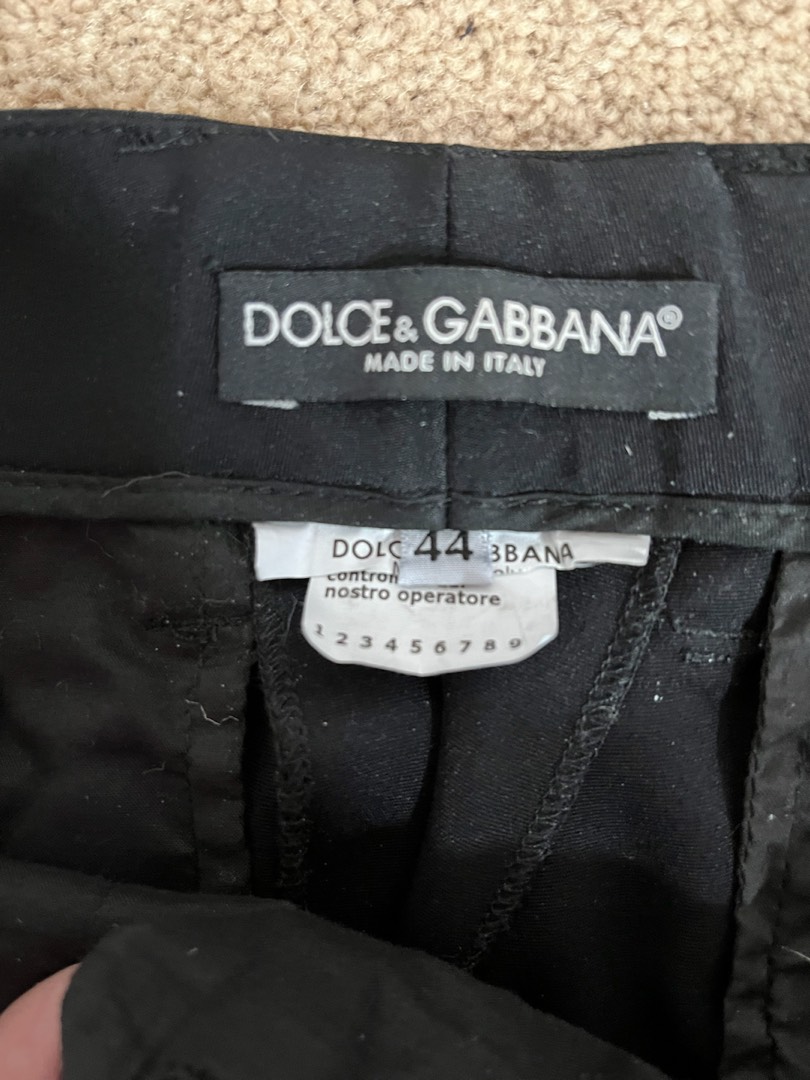 DOLCE & GABBANA®
MADE IN ITALY
DOLC 44 BBANA
control
nostro operatore
1 2 3 4 5 6 7 8 9